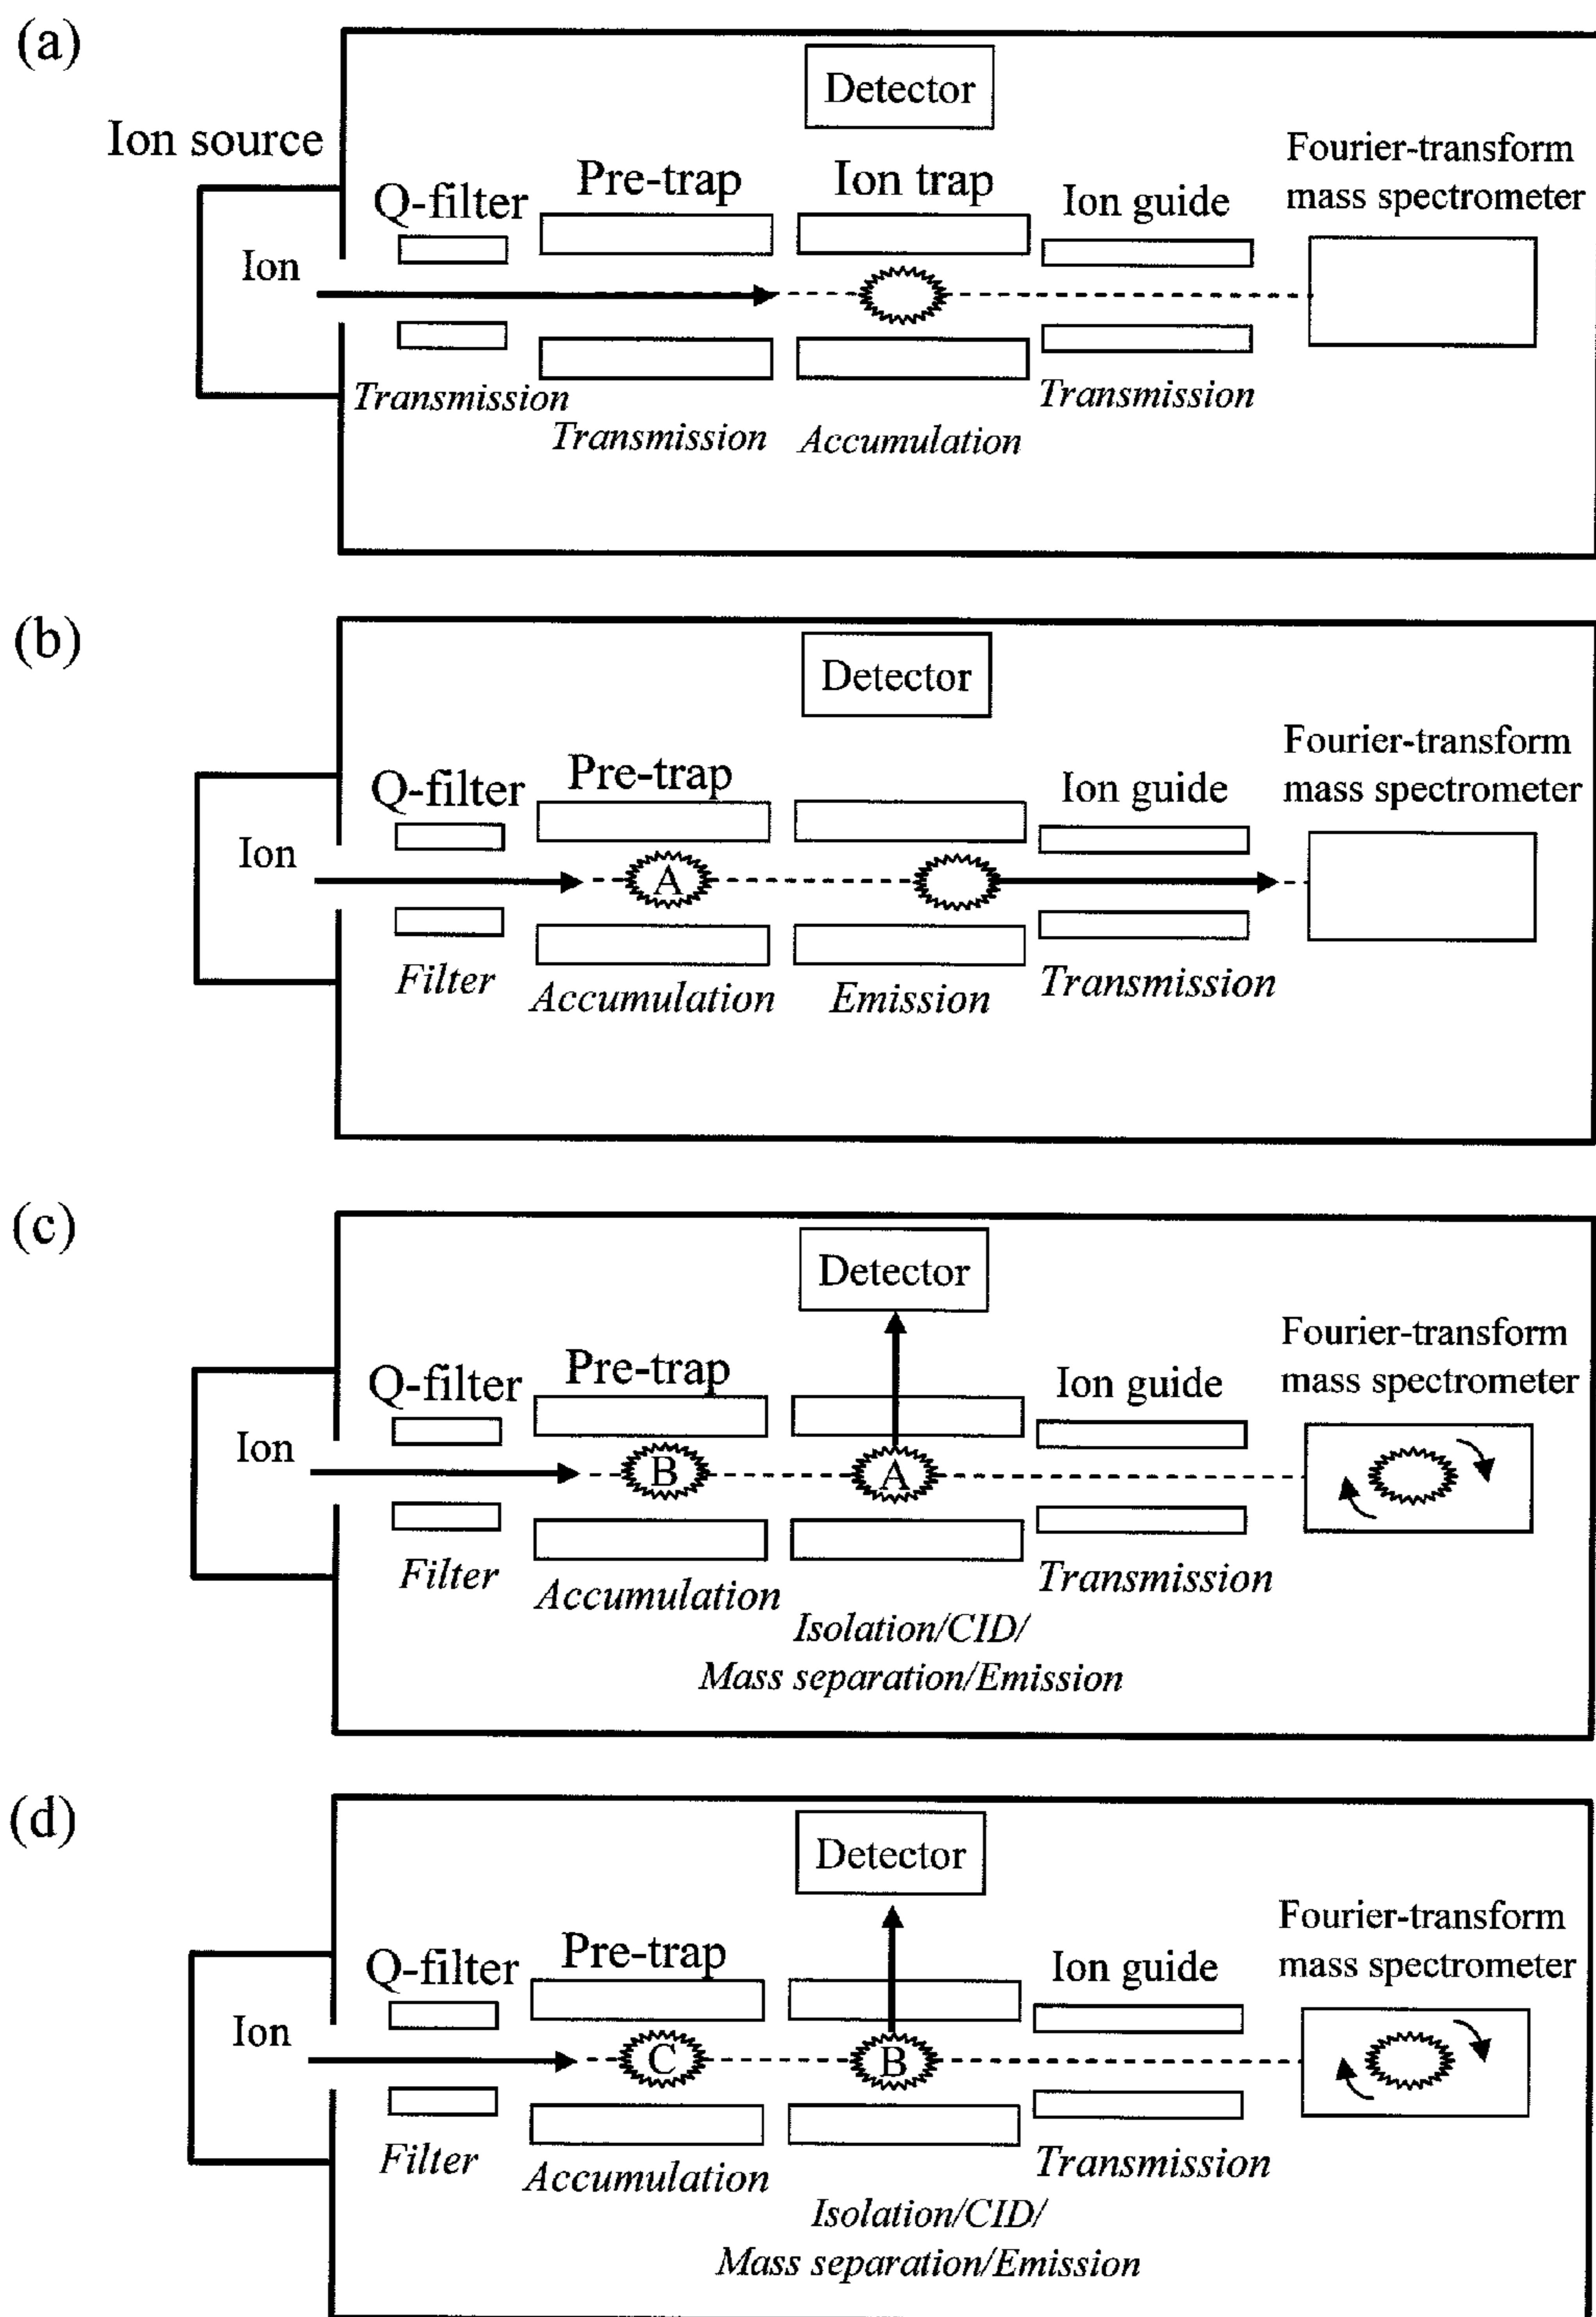 (a)
Detector
Ion source
Fourier-transform
mass spectrometer
Q-filter
Pre-trap
Ion trap
Ion guide
Ion
Transmission
Transmission
Accumulation
Transmission
(b)
Detector
Fourier-transform
mass spectrometer
Q-filter
Pre-trap
Ion guide
Ion
A
Filter
Accumulation
Emission
Transmission
(c)
Detector
Fourier-transform
mass spectrometer
Q-filter
Pre-trap
Ion guide
Ion
B
A
Filter
Accumulation
Isolation/CID/
Mass separation/Emission
Transmission
(d)
Detector
Fourier-transform
mass spectrometer
Q-filter
Pre-trap
Ion guide
Ion
C
B
Filter
Accumulation
Isolation/CID/
Mass separation/Emission
Transmission